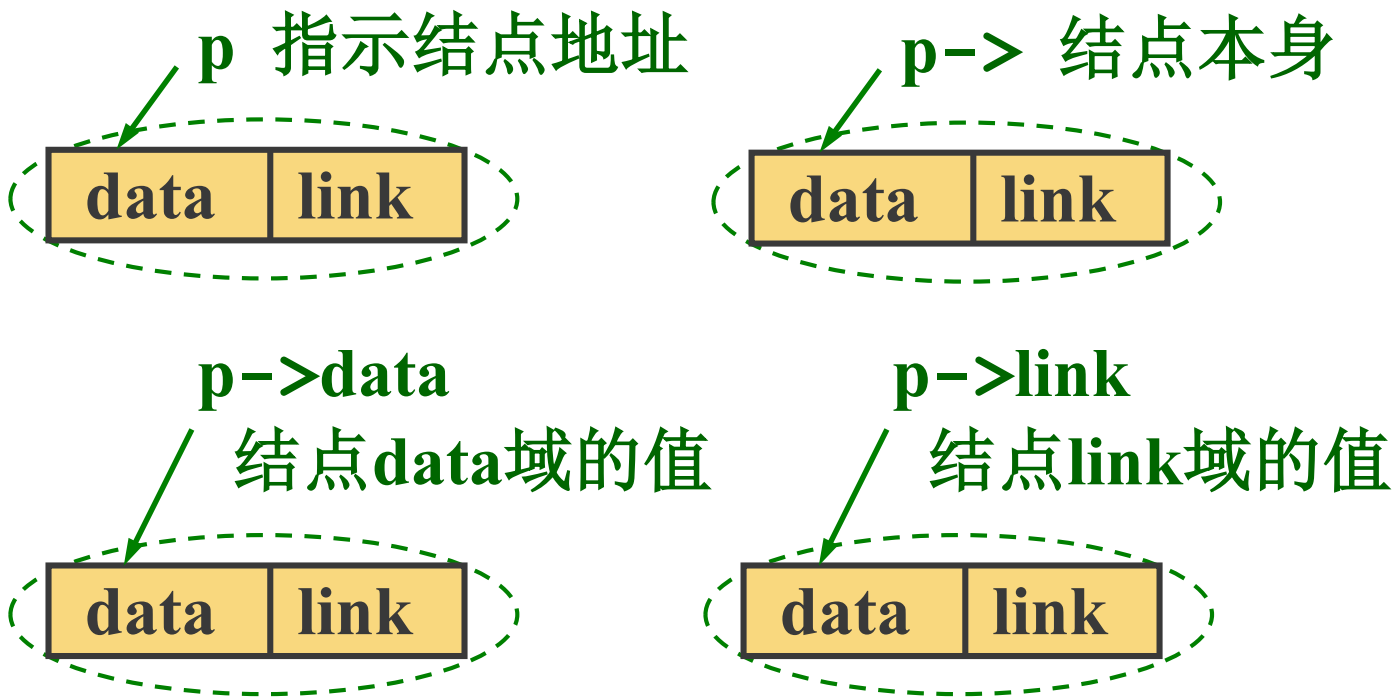 p 指示结点地址
p-> 结点本身
data link
data link
p->data
结点data域的值
p->link
结点link域的值
data link
data link